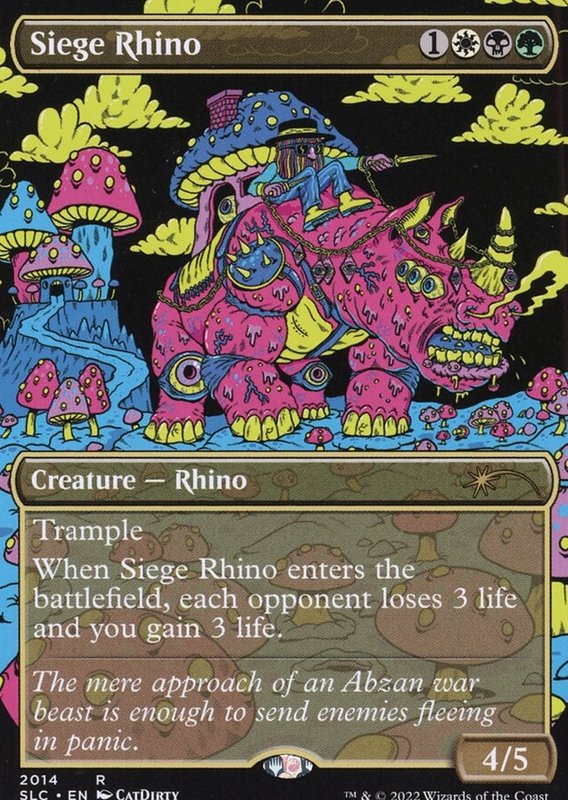 Siege Rhino 1
Creature — Rhino
Trample
When Siege Rhino enters the
battlefield, each opponent loses 3 life
and you gain 3 life.
The mere approach of an Abzan war
beast is enough to send enemies fleeing
in panic.
4/5
2014 R
SLC • EN CatDirty
™ & © 2022 Wizards of the Coast